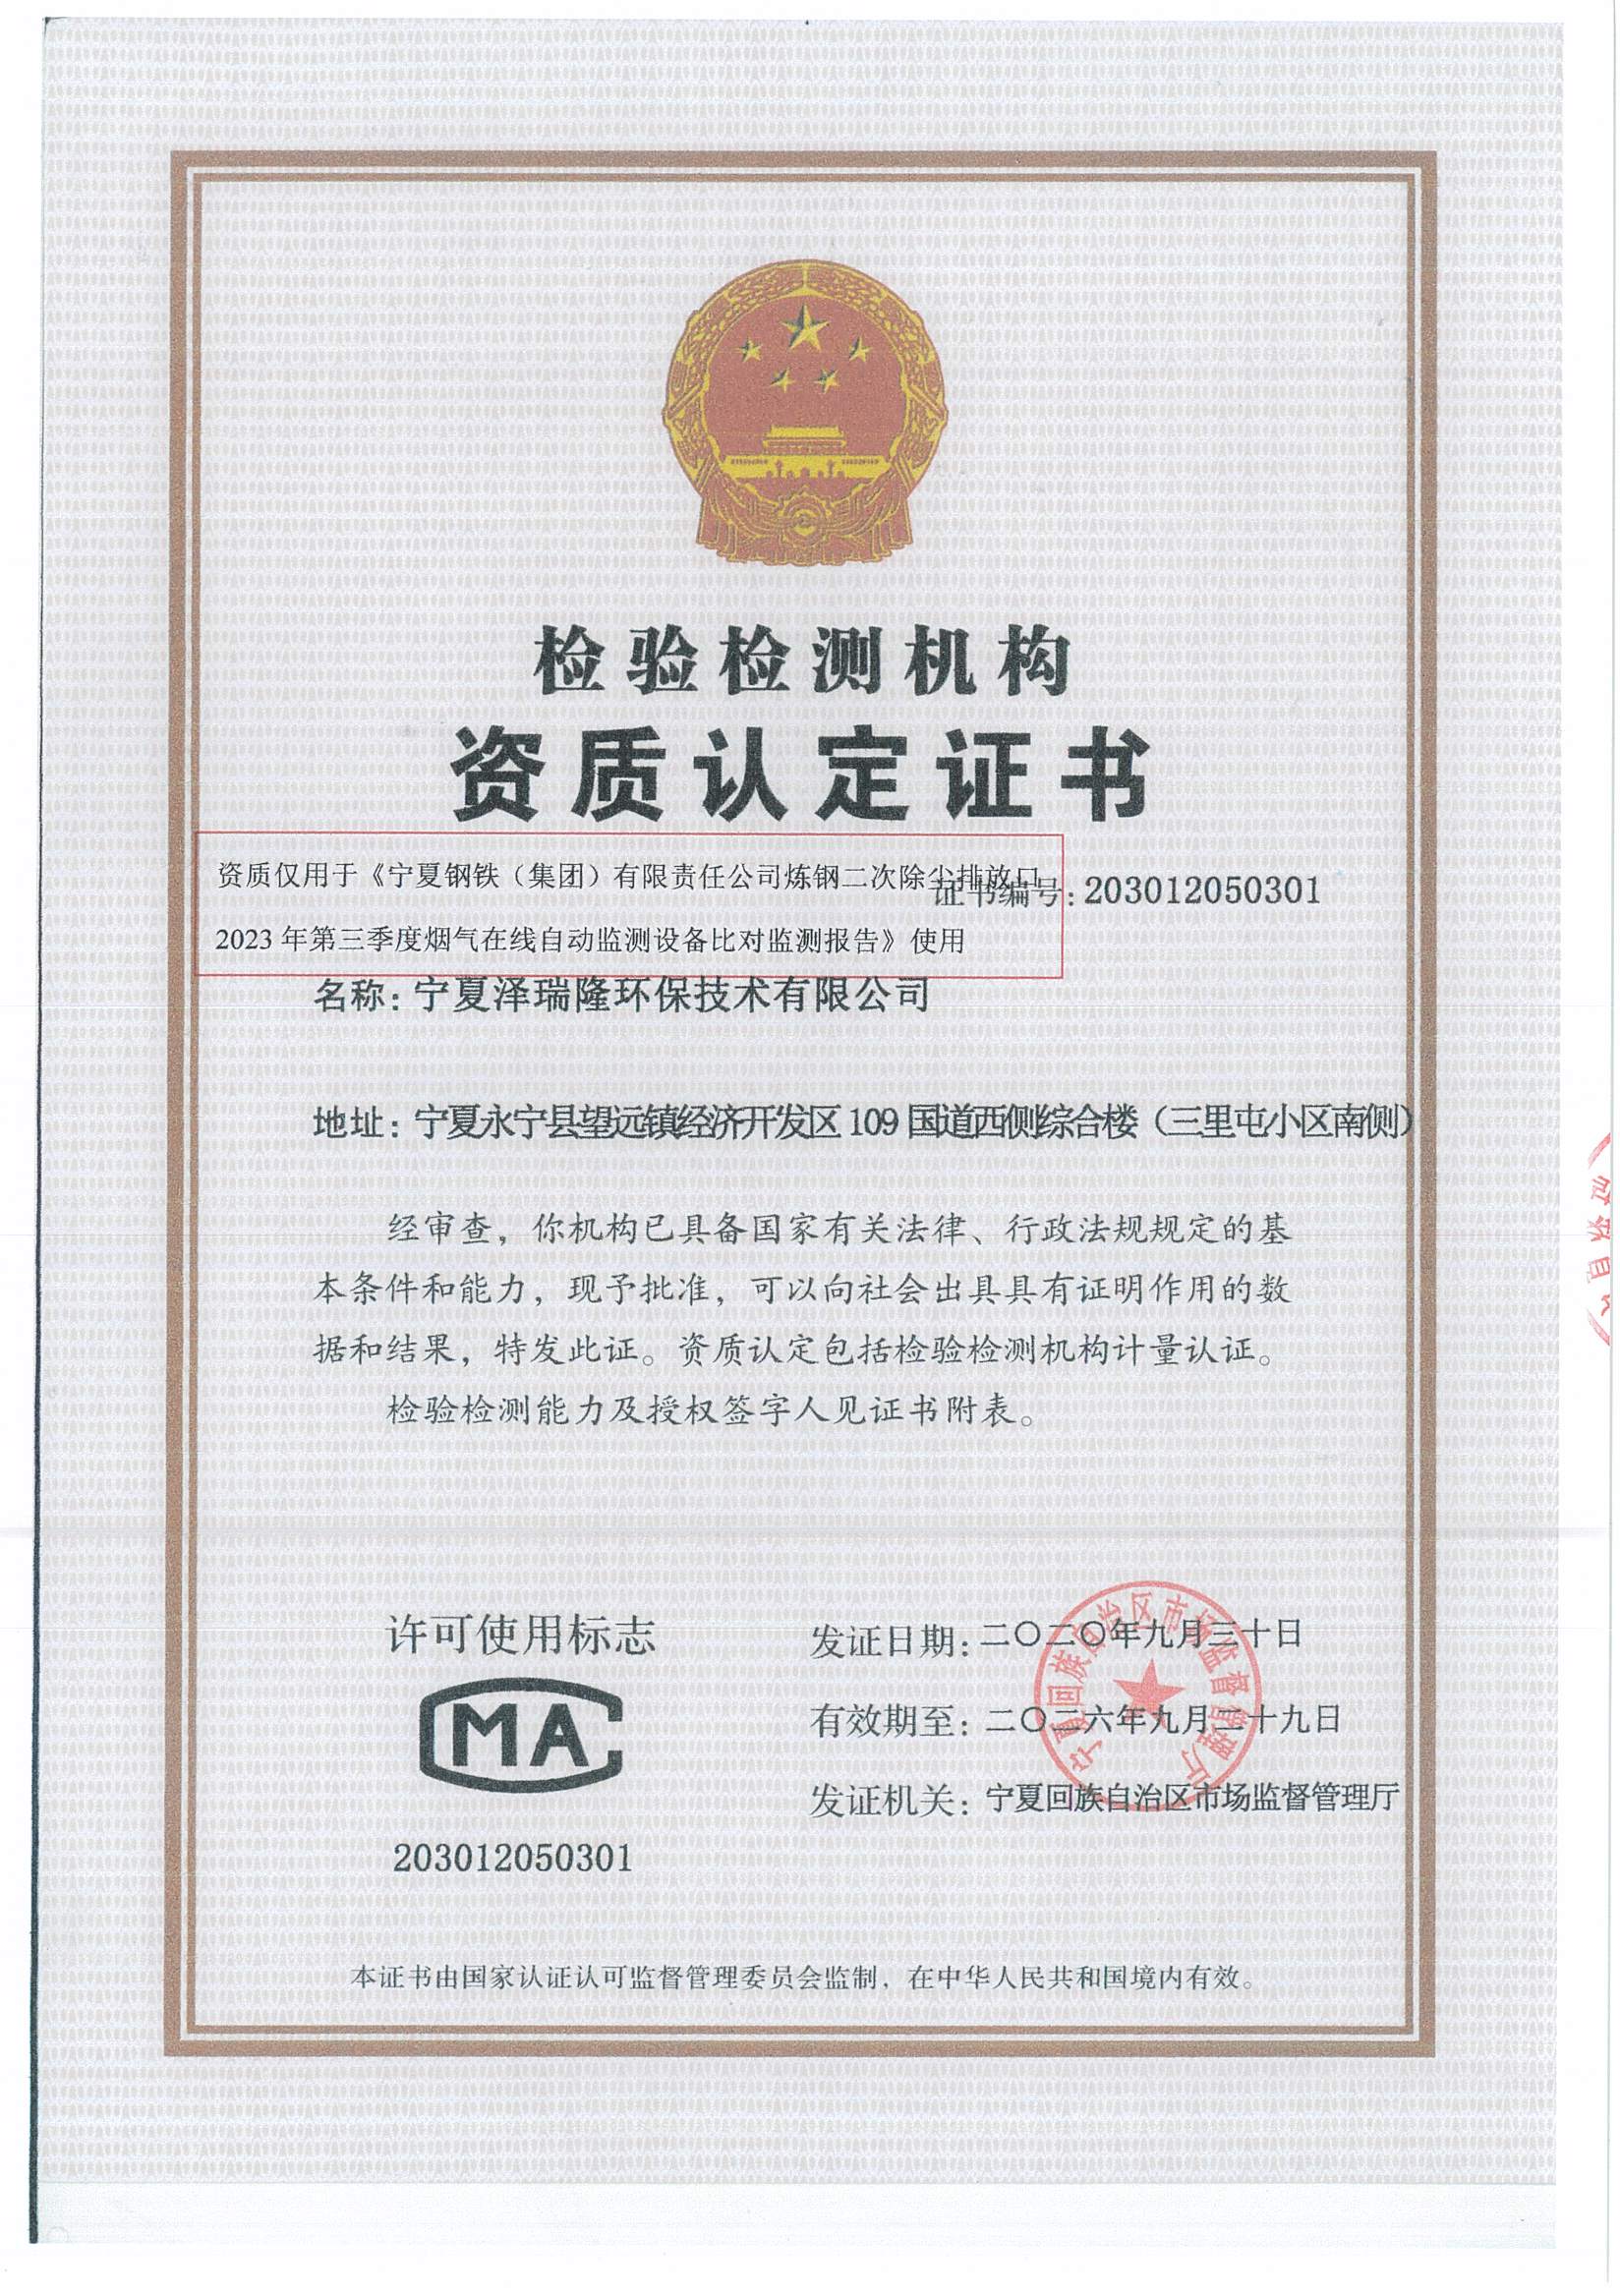 检验检测机构
资质认定证书
资质仅用于《宁夏钢铁（集团）有限责任公司炼钢二次除尘排放口
2023年第三季度烟气在线自动监测设备比对监测报告》使用
证书编号：203012050301
名称：宁夏泽瑞隆环保技术有限公司
地址：宁夏永宁县望远镇经济开发区109国道西侧综合楼（三里屯小区南侧）
经审查，你机构已具备国家有关法律、行政法规规定的基
本条件和能力，现予批准，可以向社会出具具有证明作用的数
据和结果，特发此证。资质认定包括检验检测机构计量认证。
检验检测能力及授权签字人见证书附表。
许可使用标志
MA
203012050301
发证日期：二〇二〇年九月三十日
有效期至：二〇二六年九月二十九日
发证机关：宁夏回族自治区市场监督管理厅
宁夏回族自治区市场监督管理厅
本证书由国家认证认可监督管理委员会监制，在中华人民共和国境内有效。